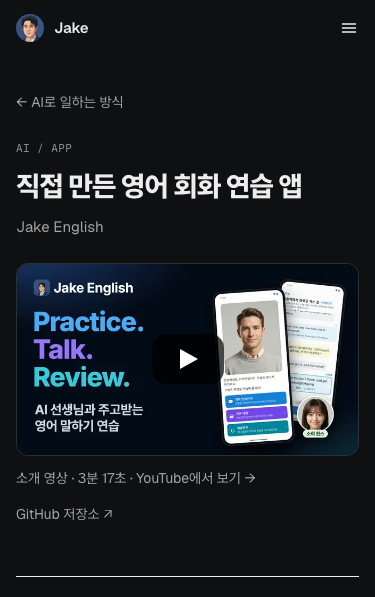 Jake
← AI로 일하는 방식
AI / APP
직접 만든 영어 회화 연습 앱
Jake English
Jake English
Practice.
Talk.
Review.
AI 선생님과 주고받는
영어 말하기 연습
소개 영상 · 3분 17초 · YouTube에서 보기 →
GitHub 저장소 ↗